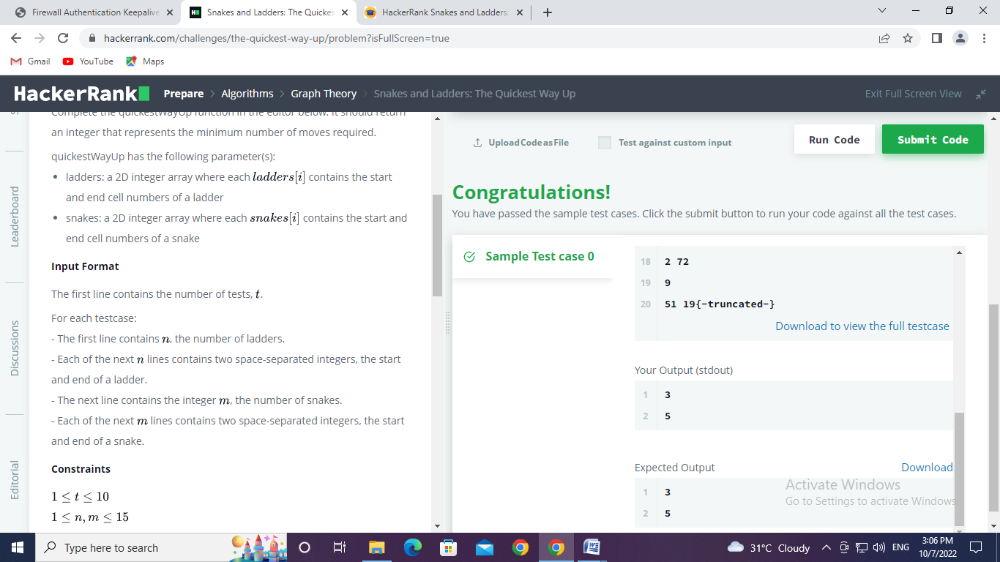 Firewall Authentication Keepalive
Snakes and Ladders: The Quickes
HackerRank Snakes and Ladders:
hackerrank.com/challenges/the-quickest-way-up/problem?isFullScreen=true
Gmail
YouTube
Maps
HackerRank
Prepare > Algorithms > Graph Theory > Snakes and Ladders: The Quickest Way Up
Exit Full Screen View
Leaderboard
Discussions
Editorial
Complete the quickestWayUp function in the editor below. It should return
an integer that represents the minimum number of moves required.
quickestWayUp has the following parameter(s):
• ladders: a 2D integer array where each ladders[i] contains the start
and end cell numbers of a ladder
• snakes: a 2D integer array where each snakes[i] contains the start and
end cell numbers of a snake
Input Format
The first line contains the number of tests, t.
For each testcase:
- The first line contains n, the number of ladders.
- Each of the next n lines contains two space-separated integers, the start
and end of a ladder.
- The next line contains the integer m, the number of snakes.
- Each of the next m lines contains two space-separated integers, the start
and end of a snake.
Constraints
1 ≤ t ≤ 10
1 ≤ n, m ≤ 15
Upload Code as File
Test against custom input
Run Code
Submit Code
Congratulations!
You have passed the sample test cases. Click the submit button to run your code against all the test cases.
Sample Test case 0
18 2 72
19 9
20 51 19{-truncated-}
Download to view the full testcase
Your Output (stdout)
1 3
2 5
Expected Output
Download
1 3
2 5
Activate Windows
Go to Settings to activate Windows.
Type here to search
W
31°C Cloudy
ENG
3:06 PM
10/7/2022